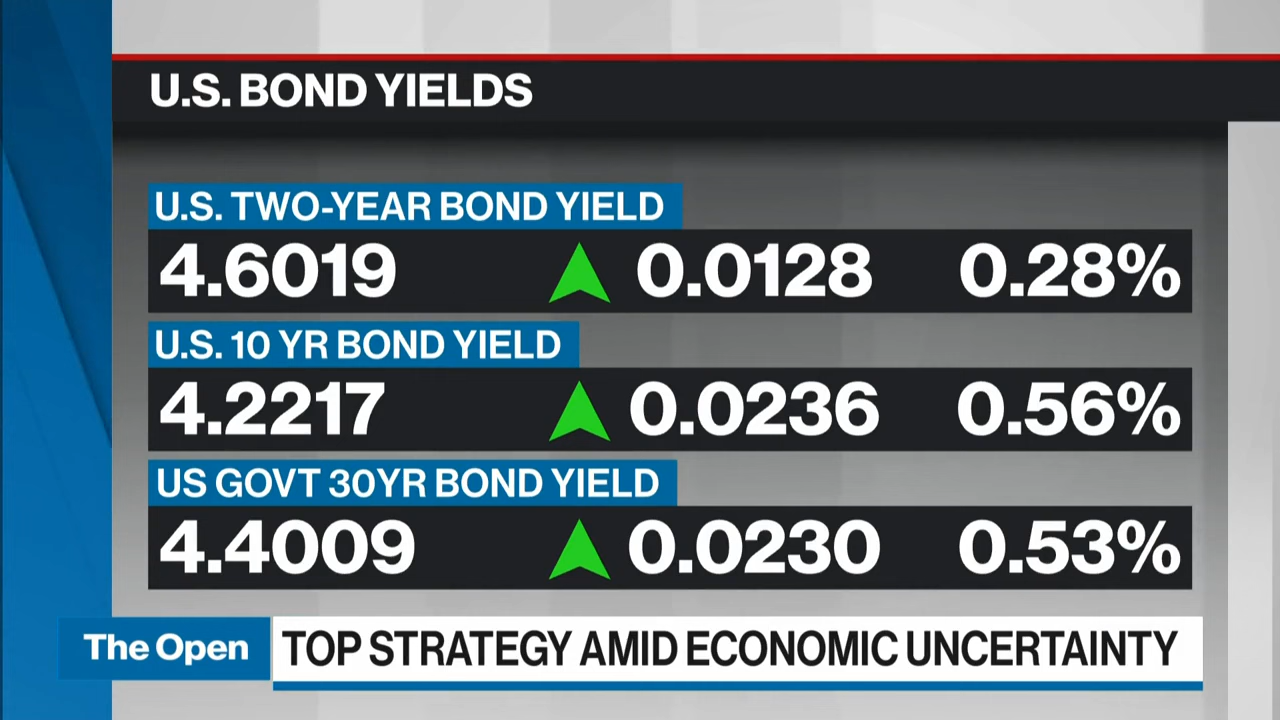 U.S. BOND YIELDS
U.S. TWO-YEAR BOND YIELD
4.6019 0.0128 0.28%
U.S. 10 YR BOND YIELD
4.2217 0.0236 0.56%
US GOVT 30YR BOND YIELD
4.4009 0.0230 0.53%
The Open TOP STRATEGY AMID ECONOMIC UNCERTAINTY